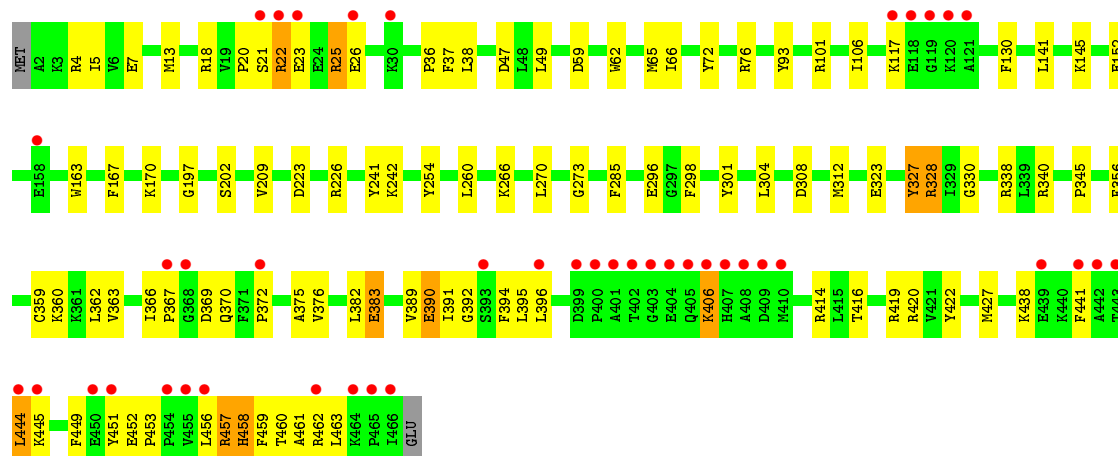 MET A2 K3 R4 I5 V6 E7 M13 R18 V19 P20 S21 R22 E23 E24 R25 E26 K30 P36 F37 L38 D47 L48 L49 D59 W62 M65 I66 Y72 R76 Y93 R101 I106 K117 E118 G119 K120 A121 F130 L141 K145
E158 W163 F167 K170 G197 S202 V209 D223 R226 Y241 K242 Y254 L260 K266 L270 G273 F285 E296 G297 F298 Y301 L304 D308 M312 E323 Y327 R328 I329 G330 R338 L339 R340 P345
C359 K360 K361 L362 V363 I366 P367 G368 D369 Q370 F371 P372 A375 V376 L382 E383 V389 E390 I391 G392 S393 F394 L395 L396 D399 P400 A401 T402 G403 E404 Q405 K406 H407 A408 D409 M410 R414 L415 T416 R419 R420 V421 Y422 M427 K438 E439 K440 F441 A442 T443
L444 K445 F449 E450 Y451 E452 P453 P454 V455 L456 R457 H458 F459 T460 A461 R462 L463 K464 P465 I466 GLU